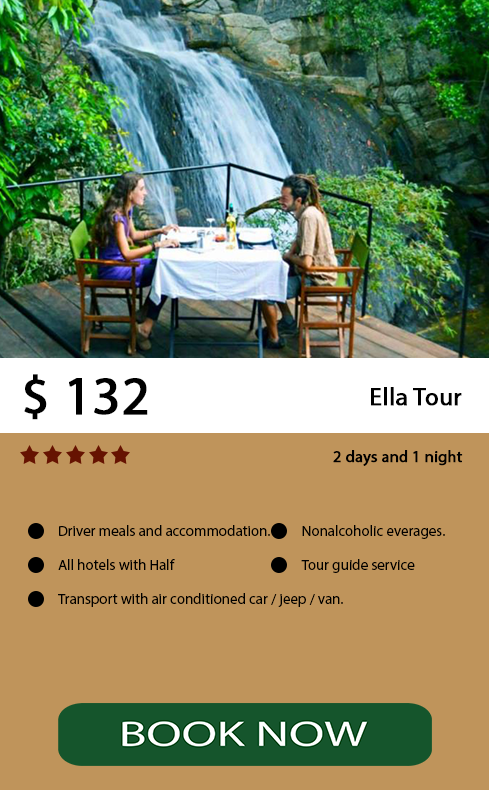 $ 132
Ella Tour
2 days and 1 night
Driver meals and accommodation.
Nonalcoholic everages.
All hotels with Half
Tour guide service
Transport with air conditioned car / jeep / van.
BOOK NOW